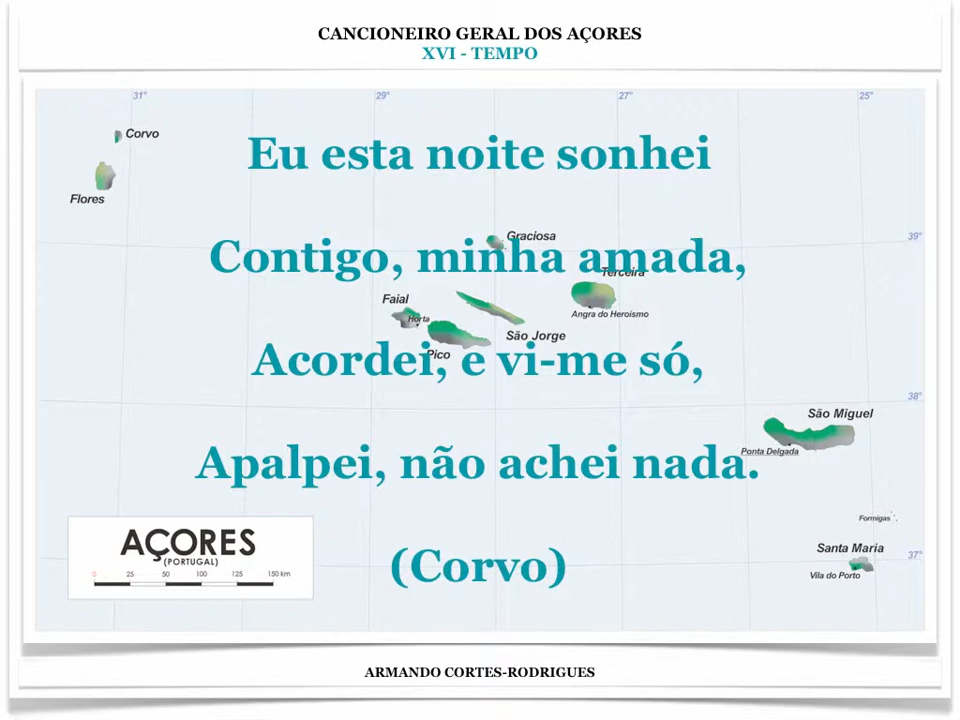 CANCIONEIRO GERAL DOS AÇORES
XVI - TEMPO
31°
29°
27°
25°
Corvo
Flores
Eu esta noite sonhei
Graciosa
39°
Contigo, minha amada,
Terceira
Angra do Heroísmo
Faial
Horta
São Jorge
Pico
Acordei, e vi-me só,
38°
São Miguel
Ponta Delgada
Apalpei, não achei nada.
Formigas
Santa Maria
37°
Vila do Porto
AÇORES
(PORTUGAL)
0 25 50 100 125 150 km
(Corvo)
ARMANDO CORTES-RODRIGUES